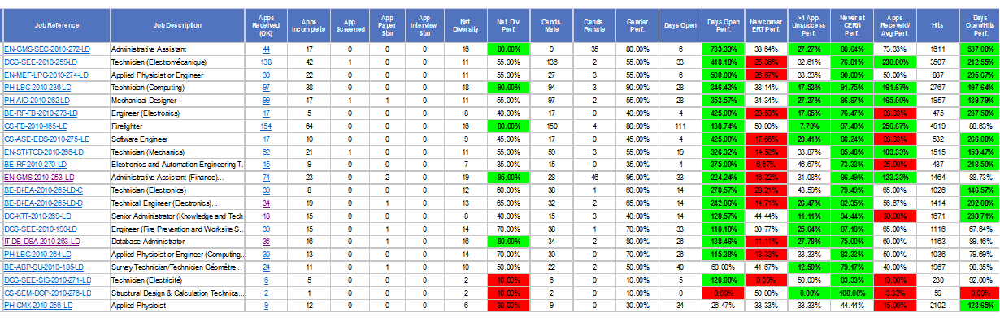 Job Reference Job Description Apps Received (OK) Apps Incomplete App Screened App Paper Star App Interview Star Nat. Diversity Nat. Div. Perf. Cands. Male Cands. Female Gender Perf. Days Open Days Open Perf. Newcomer ERT Perf. >1 App. Unsuccess Perf. Never at CERN Perf. Apps Received/ Avg Perf. Hits Days Open/Hits Perf.
EN-GMS-SEC-2010-272-LD Administrative Assistant 44 17 0 0 0 16 80.00% 9 35 80.00% 6 733.33% 38.64% 27.27% 88.64% 73.33% 1611 537.00%
DGS-SEE-2010-259-LD Technician (Electromécanique) 138 42 1 0 0 11 55.00% 136 2 55.00% 33 418.18% 25.36% 32.61% 76.81% 230.00% 3507 212.55%
EN-MEF-LPC-2010-274-LD Applied Physicist or Engineer 30 22 0 0 0 11 55.00% 27 3 55.00% 6 500.00% 26.67% 33.33% 90.00% 50.00% 887 295.67%
PH-LBC-2010-236-LD Technician (Computing) 97 38 0 0 0 18 90.00% 94 3 90.00% 28 346.43% 38.14% 17.53% 91.75% 161.67% 2767 197.64%
PH-AIO-2010-262-LD Mechanical Designer 99 17 1 1 0 11 55.00% 97 2 55.00% 28 353.57% 34.34% 27.27% 86.87% 165.00% 1957 139.79%
BE-RF-FB-2010-273-LD Engineer (Electronics) 17 5 0 0 0 8 40.00% 17 0 40.00% 4 425.00% 23.53% 17.65% 76.47% 28.33% 475 237.50%
GS-FB-2010-165-LD Firefighter 154 64 0 0 0 16 80.00% 150 4 80.00% 111 138.74% 50.00% 7.79% 97.40% 256.67% 4919 88.63%
GS-ASE-EDS-2010-275-LD Software Engineer 17 10 0 0 0 9 45.00% 17 0 45.00% 4 425.00% 17.65% 29.41% 88.24% 28.33% 532 266.00%
EN-STI-TCD-2010-266-LD Technician (Mechanics) 62 21 1 0 0 11 55.00% 59 3 55.00% 19 326.32% 14.52% 33.87% 85.48% 103.33% 1515 159.47%
BE-RF-2010-270-LD Electronics and Automation Engineering T. 15 9 0 0 0 7 35.00% 15 0 35.00% 4 375.00% 6.67% 46.67% 73.33% 25.00% 437 218.50%
EN-GMS-2010-253-LD Administrative Assistant (Finance)... 74 23 0 2 0 19 95.00% 28 46 95.00% 33 224.24% 16.22% 31.08% 86.49% 123.33% 1464 88.73%
BE-BI-EA-2010-265-LD-C Technician (Electronics) 39 8 0 0 0 12 60.00% 38 1 60.00% 14 278.57% 28.21% 43.59% 79.49% 65.00% 1026 146.57%
BE-BI-EA-2010-265-LD-D Technical Engineer (Electronics)... 34 19 0 1 0 13 65.00% 32 2 65.00% 14 242.86% 14.71% 26.47% 82.35% 56.67% 1414 202.00%
DG-KTT-2010-269-LD Senior Administrator (Knowledge and Tech 18 15 0 0 0 8 40.00% 15 3 40.00% 14 128.57% 44.44% 11.11% 94.44% 30.00% 1671 238.71%
DGS-SEE-2010-190-LD Engineer (Fire Prevention and Worksite S.. 39 15 0 1 0 14 70.00% 38 1 70.00% 33 118.18% 30.77% 25.64% 87.18% 65.00% 1116 67.64%
IT-DB-DSA-2010-263-LD Database Administrator 36 16 0 1 0 16 80.00% 34 2 80.00% 26 138.46% 11.11% 27.78% 75.00% 60.00% 1163 89.46%
PH-LBC-2010-264-LD Applied Physicist or Engineer (Computing.. 30 13 0 0 0 14 70.00% 30 0 70.00% 26 115.38% 13.33% 33.33% 83.33% 50.00% 1036 79.69%
BE-ABP-SU-2010-185-LD Survey Technician/Technicien Géomètre... 24 11 0 1 0 10 50.00% 22 2 50.00% 40 60.00% 41.67% 12.50% 79.17% 40.00% 1967 98.35%
DGS-SEE-SIS-2010-271-LD Technicien (Electricité) 6 5 0 0 0 2 10.00% 6 0 10.00% 5 120.00% 0.00% 50.00% 83.33% 10.00% 230 92.00%
GS-SEM-DOP-2010-276-LD Structural Design & Calculation Technica... 2 1 0 0 0 2 10.00% 2 0 10.00% 0 0.00% 50.00% 0.00% 100.00% 3.33% 59 0.00%
PH-CMX-2010-256-LD Applied Physicist 9 12 0 0 0 6 30.00% 9 0 30.00% 34 26.47% 33.33% 33.33% 44.44% 15.00% 2102 123.65%